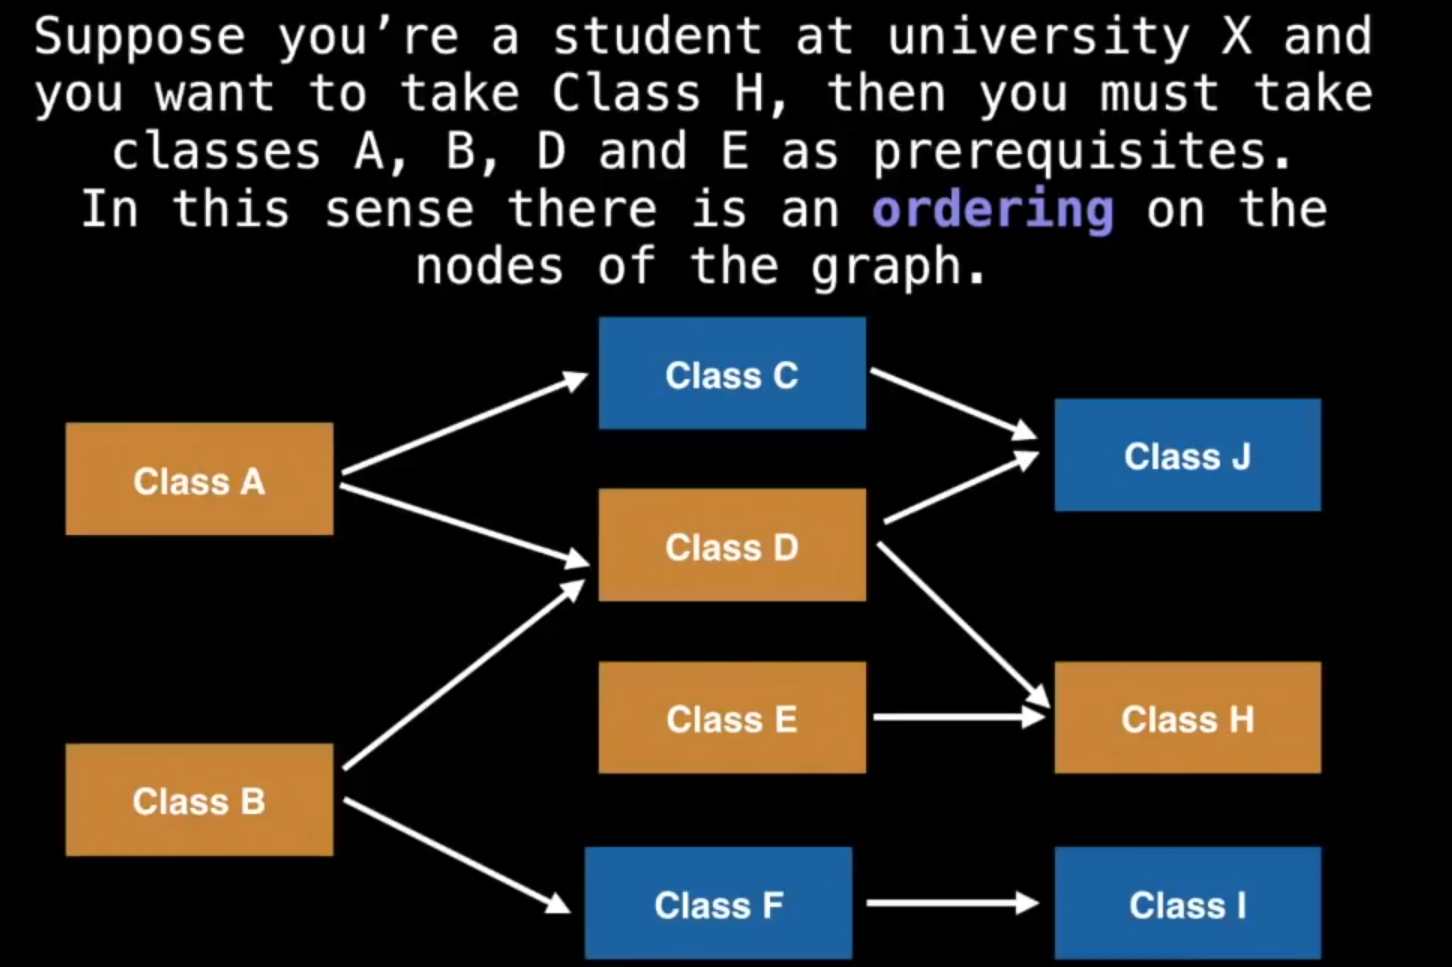 Suppose you’re a student at university X and
you want to take Class H, then you must take
classes A, B, D and E as prerequisites.
In this sense there is an ordering on the
nodes of the graph.
Class C
Class J
Class A
Class D
Class E
Class H
Class B
Class F
Class I